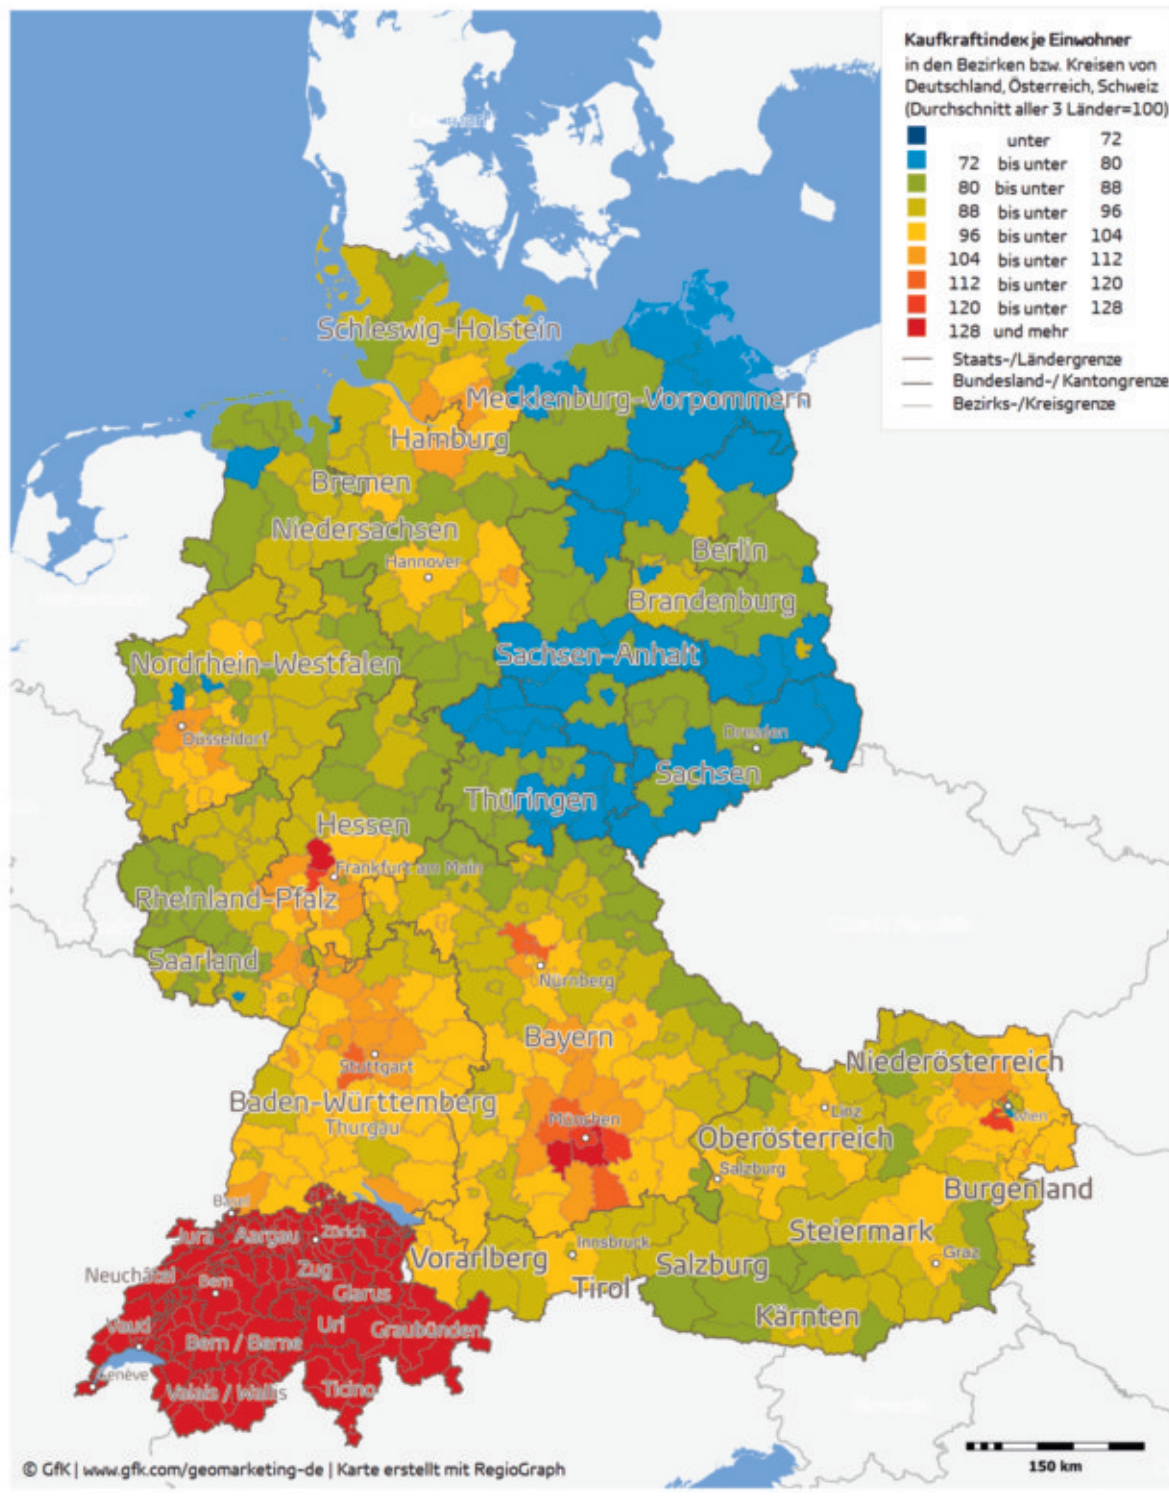 Kaufkraftindex je Einwohner
in den Bezirken bzw. Kreisen von
Deutschland, Österreich, Schweiz
(Durchschnitt aller 3 Länder=100)
unter 72
72 bis unter 80
80 bis unter 88
88 bis unter 96
96 bis unter 104
104 bis unter 112
112 bis unter 120
120 bis unter 128
128 und mehr
Staats-/Ländergrenze
Bundesland-/ Kantongrenze
Bezirks-/Kreisgrenze
Schleswig-Holstein
Mecklenburg-Vorpommern
Hamburg
Bremen
Niedersachsen
Hannover
Berlin
Brandenburg
Sachsen-Anhalt
Nordrhein-Westfalen
Düsseldorf
Dresden
Sachsen
Thüringen
Hessen
Frankfurt am Main
Rheinland-Pfalz
Saarland
Nürnberg
Bayern
Stuttgart
Niederösterreich
Baden-Württemberg
Thurgau
München
Linz
Wien
Oberösterreich
Salzburg
Burgenland
Basel
Jura
Aargau
Zürich
Steiermark
Innsbruck
Graz
Vorarlberg
Salzburg
Neuchâtel
Bern
Zug
Glarus
Tirol
Kärnten
Vaud
Uri
Graubünden
Bern / Berne
Genève
Valais / Wallis
Ticino
© GfK | www.gfk.com/geomarketing-de | Karte erstellt mit RegioGraph
150 km